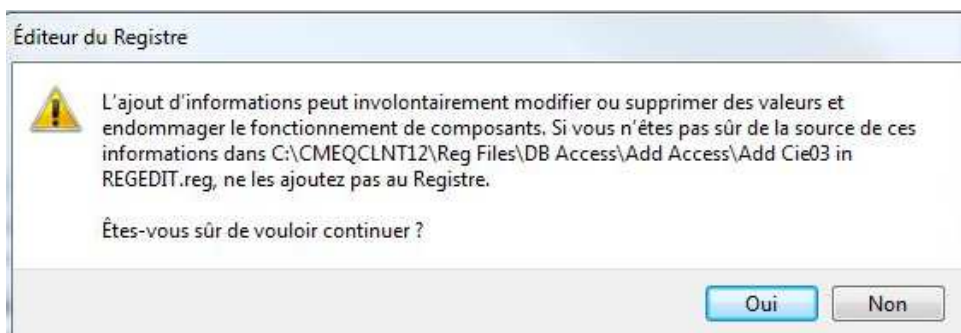 Éditeur du Registre
L'ajout d'informations peut involontairement modifier ou supprimer des valeurs et
endommager le fonctionnement de composants. Si vous n'êtes pas sûr de la source de ces
informations dans C:\CMEQCLNT12\Reg Files\DB Access\Add Access\Add Cie03 in
REGEDIT.reg, ne les ajoutez pas au Registre.
Êtes-vous sûr de vouloir continuer ?
Oui Non